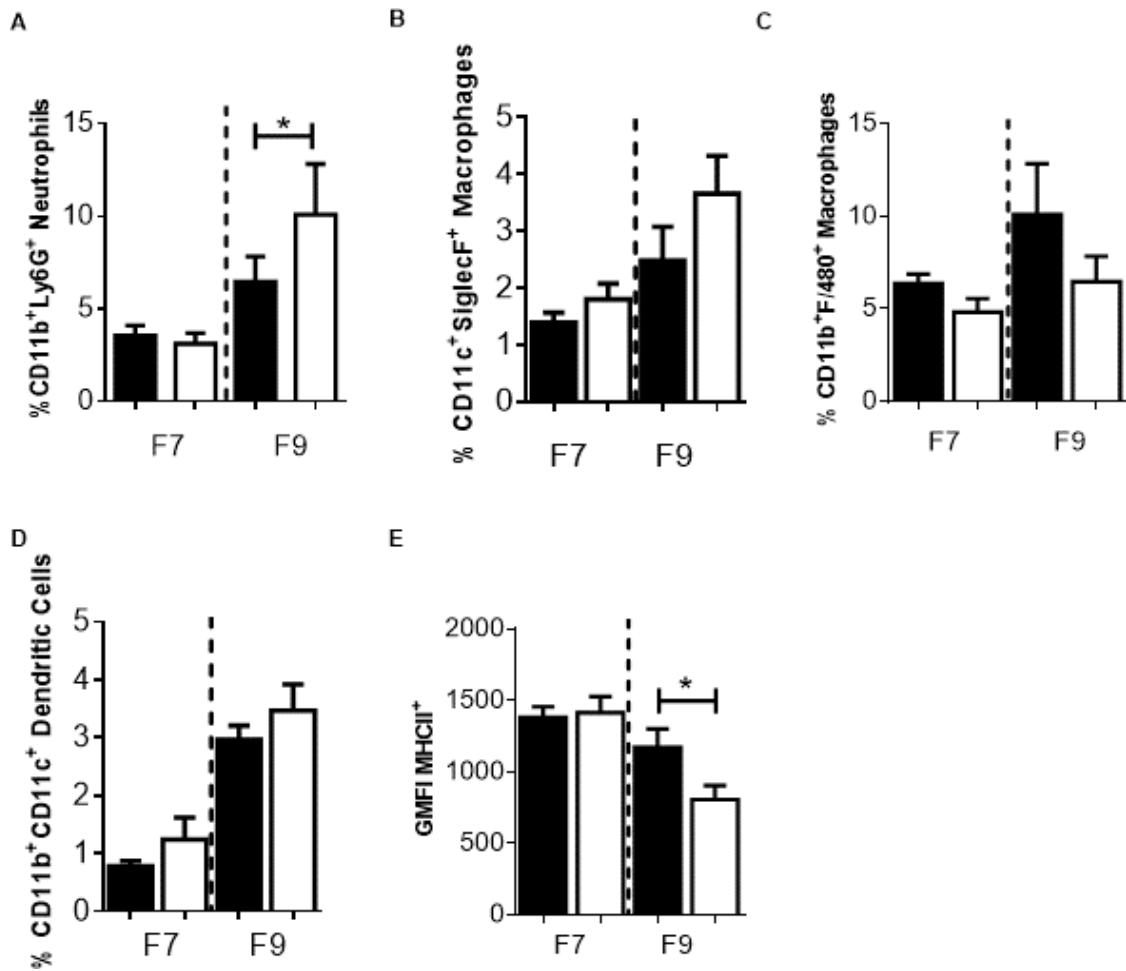 A
%CD11b⁺Ly6G⁺ Neutrophils
15
10
5
0
*
F7 F9
B
% CD11c⁺SiglecF⁺ Macrophages
5
4
3
2
1
0
F7 F9
C
% CD11b⁺F/480⁺ Macrophages
15
10
5
0
F7 F9
D
% CD11b⁺CD11c⁺ Dendritic Cells
5
4
3
2
1
0
F7 F9
E
GMFI MHCII⁺
2000
1500
1000
500
0
*
F7 F9